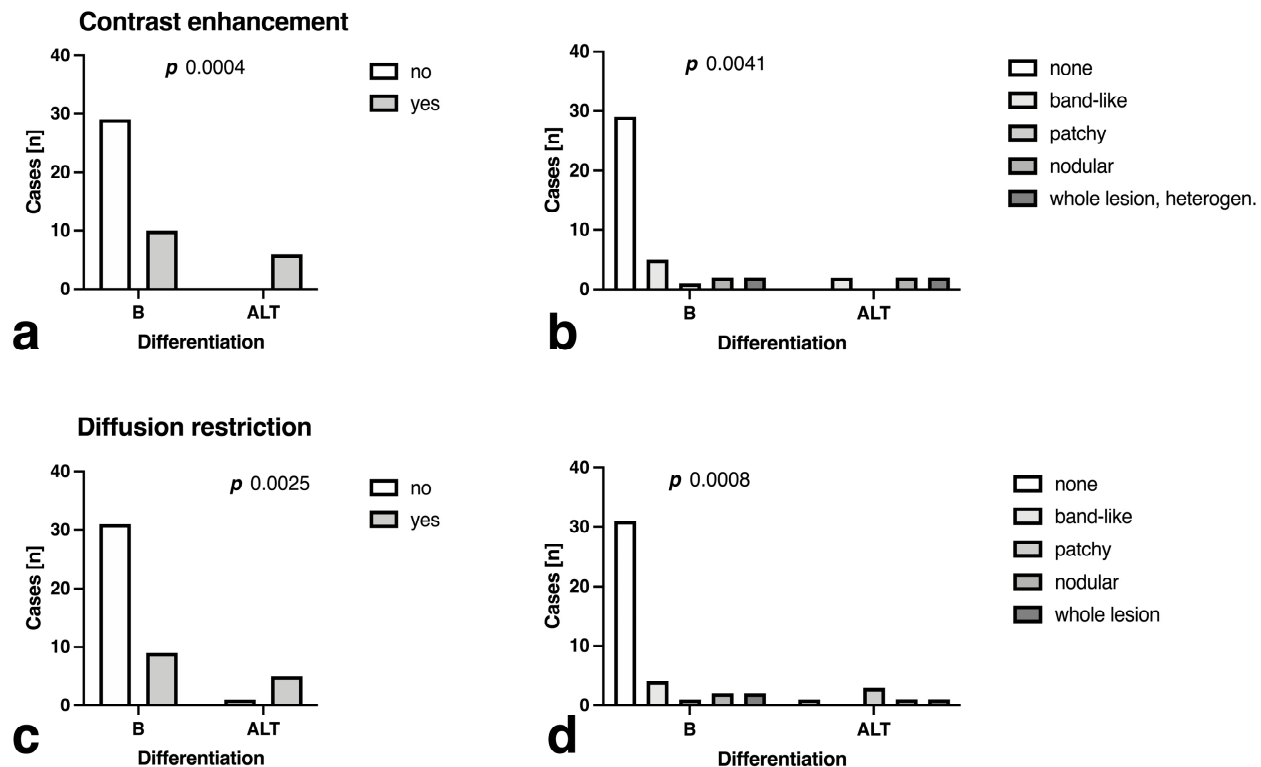 Contrast enhancement
40
30
20
10
0
Cases [n]
p 0.0004
no
yes
B
ALT
Differentiation
a
40
30
20
10
0
Cases [n]
p 0.0041
none
band-like
patchy
nodular
whole lesion, heterogen.
B
ALT
Differentiation
b
Diffusion restriction
40
30
20
10
0
Cases [n]
p 0.0025
no
yes
B
ALT
Differentiation
c
40
30
20
10
0
Cases [n]
p 0.0008
none
band-like
patchy
nodular
whole lesion
B
ALT
Differentiation
d